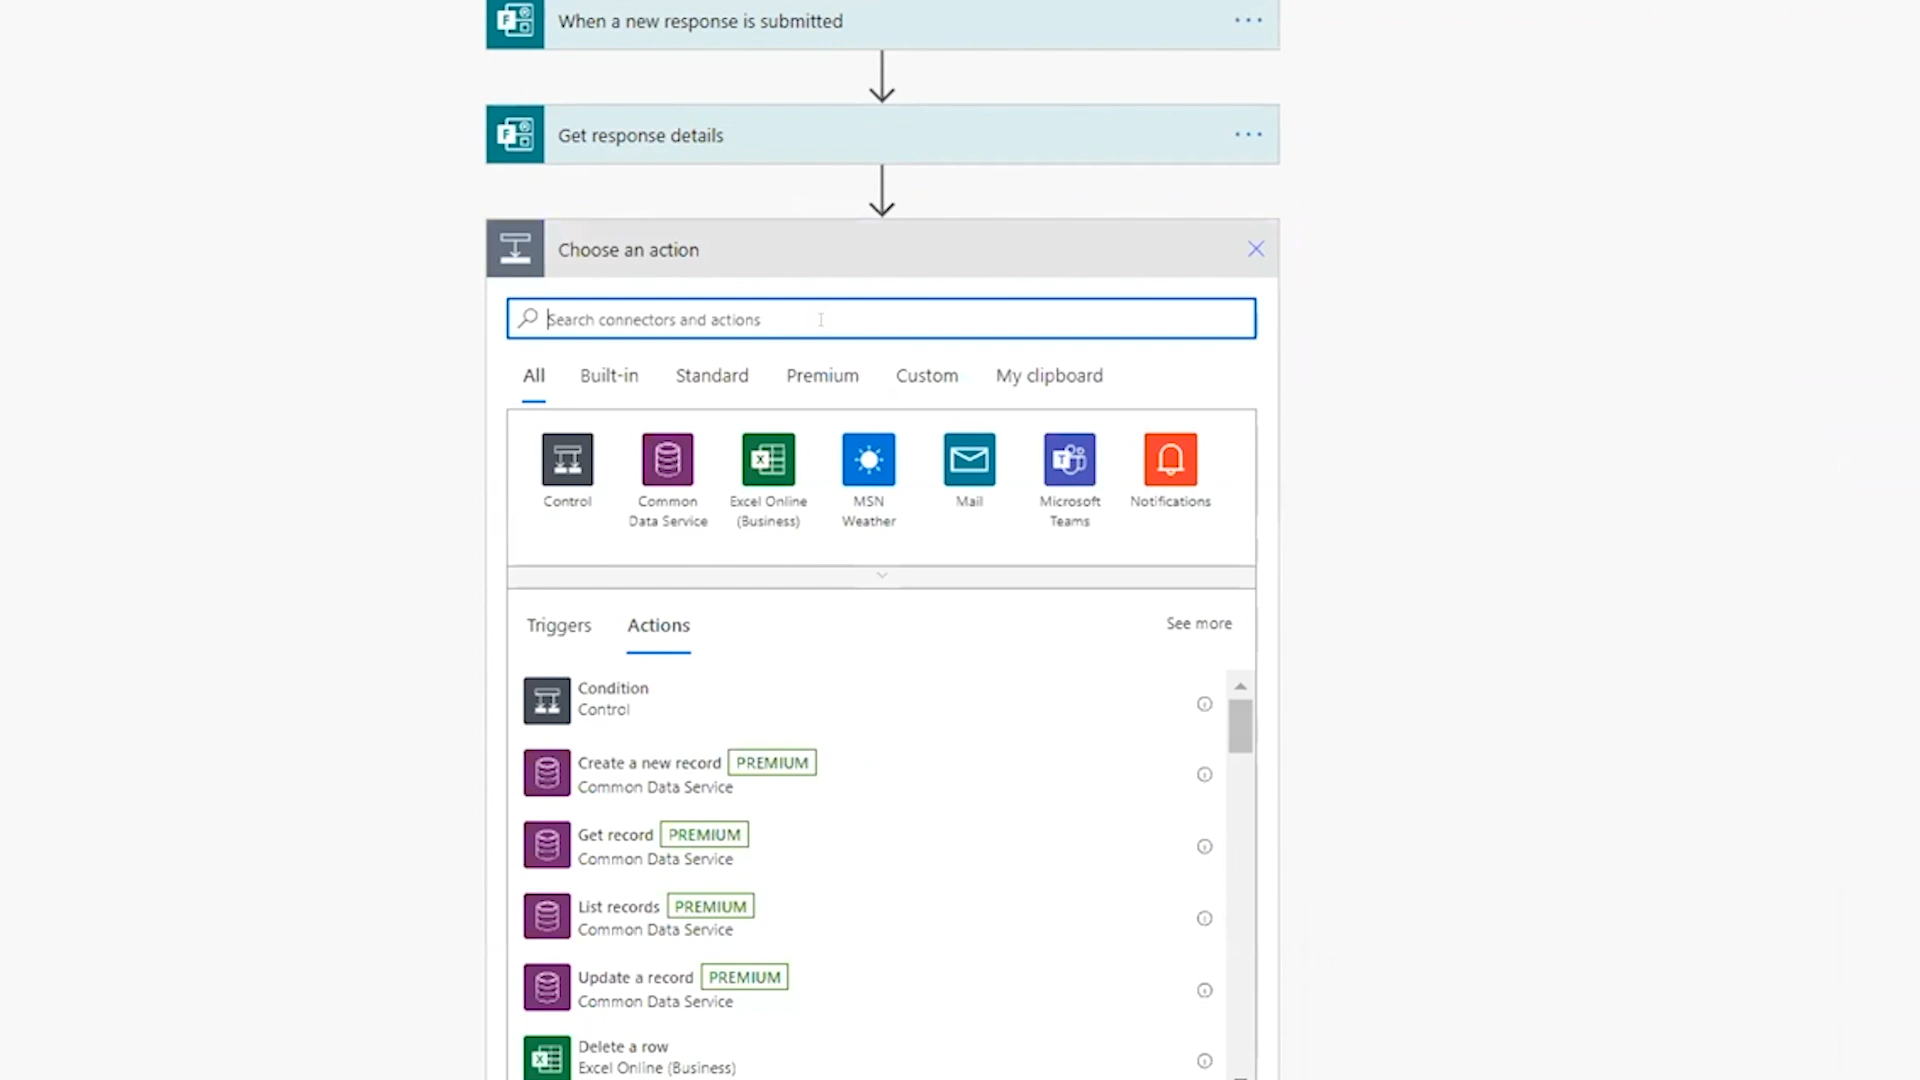 When a new response is submitted
Get response details
Choose an action
Search connectors and actions
All Built-in Standard Premium Custom My clipboard
Control Common Data Service Excel Online (Business) MSN Weather Mail Microsoft Teams Notifications
Triggers Actions See more
Condition
Control
Create a new record PREMIUM
Common Data Service
Get record PREMIUM
Common Data Service
List records PREMIUM
Common Data Service
Update a record PREMIUM
Common Data Service
Delete a row
Excel Online (Business)